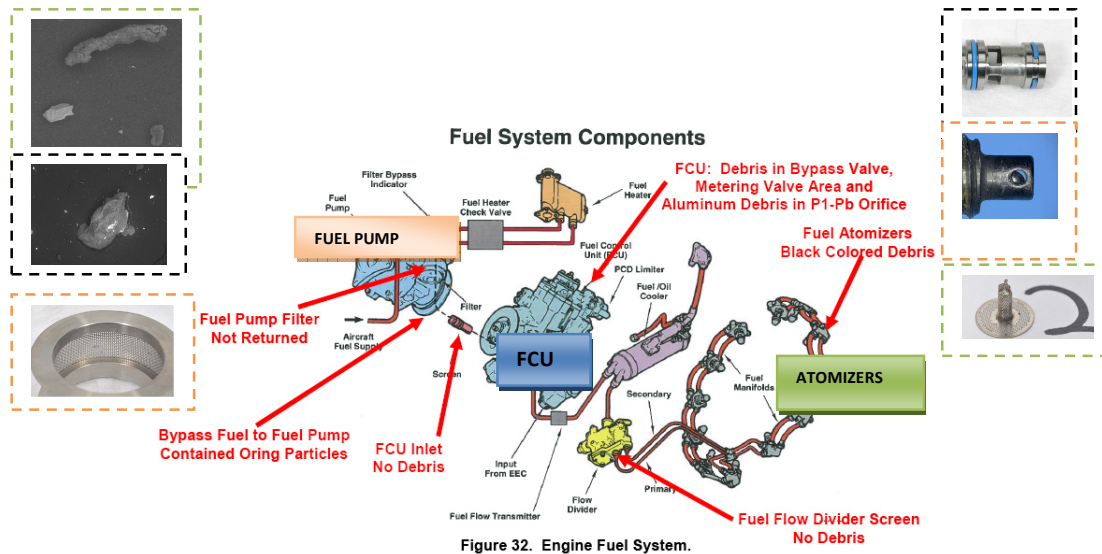 Fuel System Components
Filter Bypass
Indicator
Fuel
Pump
Fuel Heater
Check Valve
Fuel
Heater
FUEL PUMP
FCU: Debris in Bypass Valve,
Metering Valve Area and
Aluminum Debris in P1-Pb Orifice
Fuel Atomizers
Black Colored Debris
Fuel Control
Unit (FCU)
PCD Limiter
Fuel /Oil
Cooler
Filter
Aircraft
Fuel Supply
Fuel Pump Filter
Not Returned
Screen
FCU
ATOMIZERS
Fuel
Manifolds
Secondary
Bypass Fuel to Fuel Pump
Contained Oring Particles
FCU Inlet
No Debris
Input
From EEC
Primary
Flow
Divider
Fuel Flow Transmitter
Fuel Flow Divider Screen
No Debris
Figure 32. Engine Fuel System.